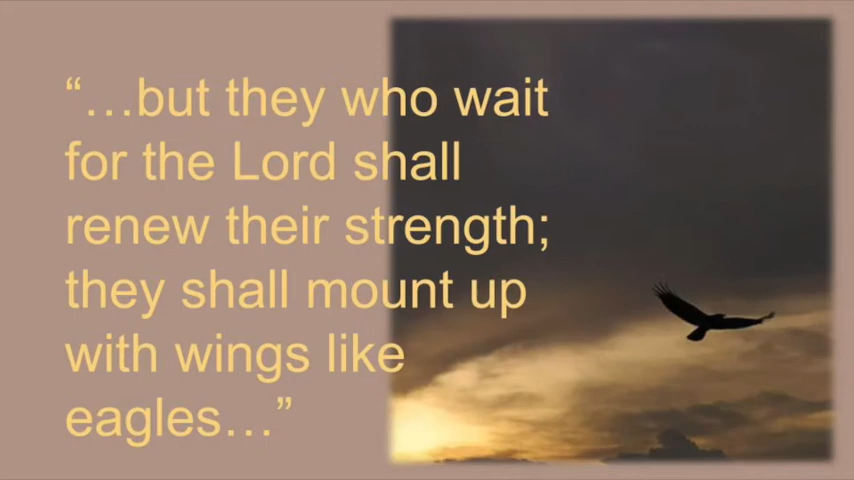 “…but they who wait
for the Lord shall
renew their strength;
they shall mount up
with wings like
eagles…”